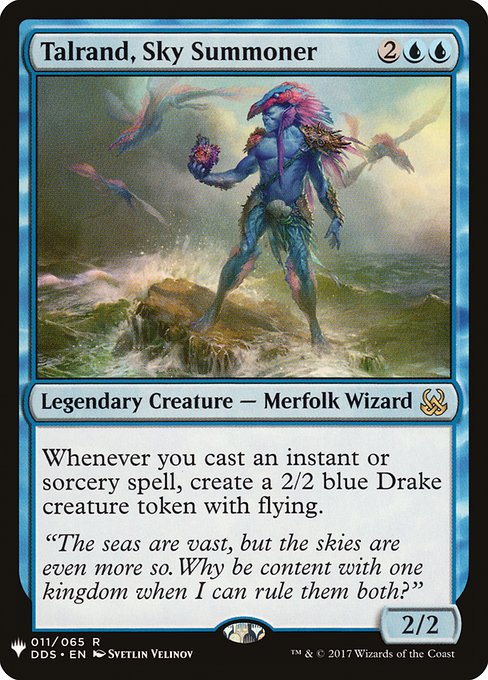 Talrand, Sky Summoner 2
Legendary Creature — Merfolk Wizard
Whenever you cast an instant or
sorcery spell, create a 2/2 blue Drake
creature token with flying.
“The seas are vast, but the skies are
even more so. Why be content with one
kingdom when I can rule them both?”
2/2
011/065 R
DDS • EN Svetlin Velinov
™ & © 2017 Wizards of the Coast